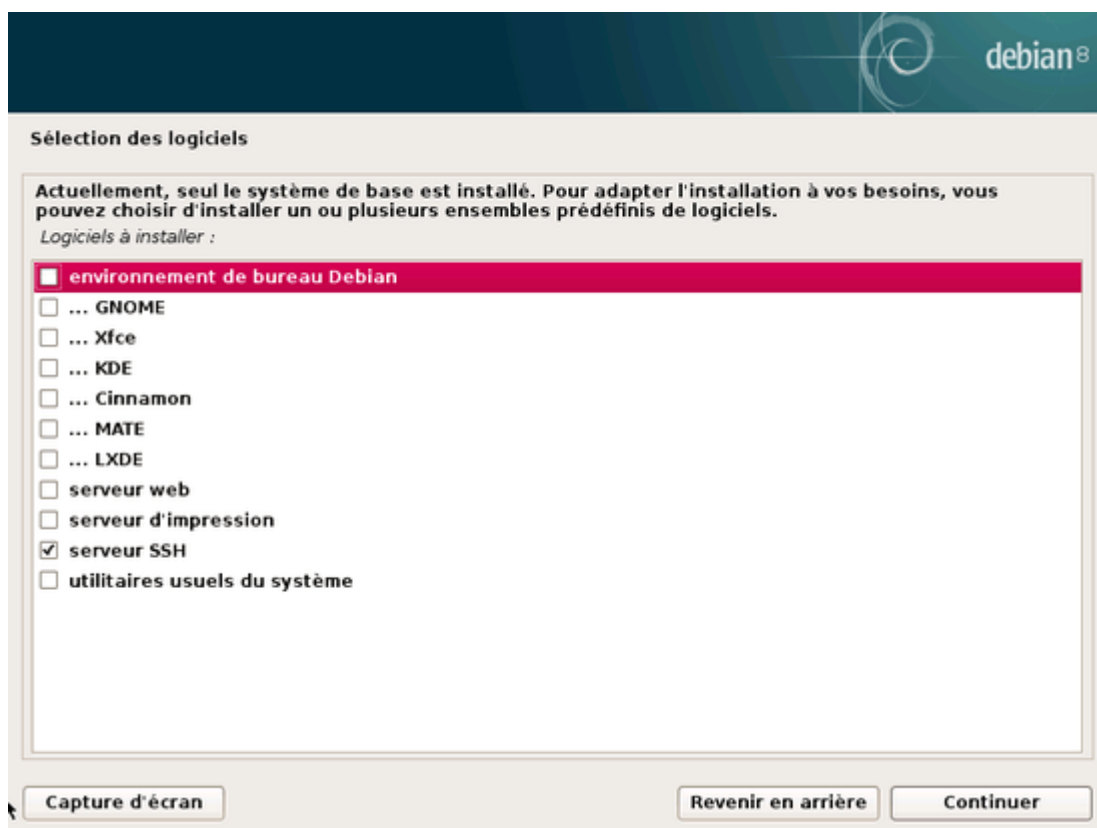 debian 8
Sélection des logiciels
Actuellement, seul le système de base est installé. Pour adapter l'installation à vos besoins, vous
pouvez choisir d'installer un ou plusieurs ensembles prédéfinis de logiciels.
Logiciels à installer :
environnement de bureau Debian
... GNOME
... Xfce
... KDE
... Cinnamon
... MATE
... LXDE
serveur web
serveur d'impression
serveur SSH
utilitaires usuels du système
Capture d'écran
Revenir en arrière
Continuer